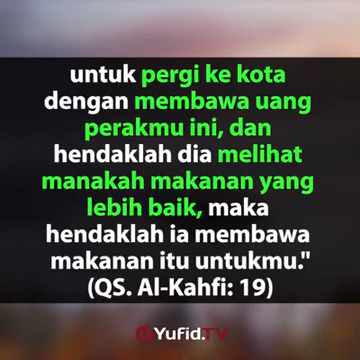 untuk pergi ke kota
dengan membawa uang
perakmu ini, dan
hendaklah dia melihat
manakah makanan yang
lebih baik, maka
hendaklah ia membawa
makanan itu untukmu."
(QS. Al-Kahfi: 19)
Yufid.TV